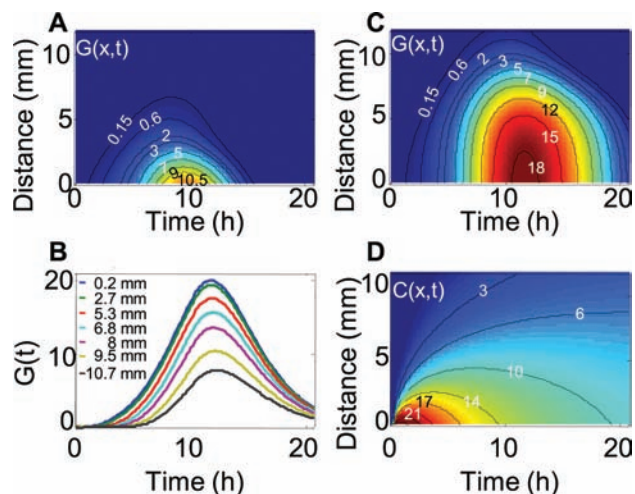 A
G(x,t)
Distance (mm)
10
5
0
0.15
0.6
2
3
5
9
10.5
0
10
20
Time (h)
B
G(t)
20
10
0
0.2 mm
2.7 mm
5.3 mm
6.8 mm
8 mm
9.5 mm
10.7 mm
0
10
20
Time (h)
C
G(x,t)
Distance (mm)
10
5
0
0.15
0.6
2
3
5
7
9
12
15
18
0
10
20
Time (h)
D
C(x,t)
Distance (mm)
10
5
0
3
6
10
14
17
21
0
10
20
Time (h)